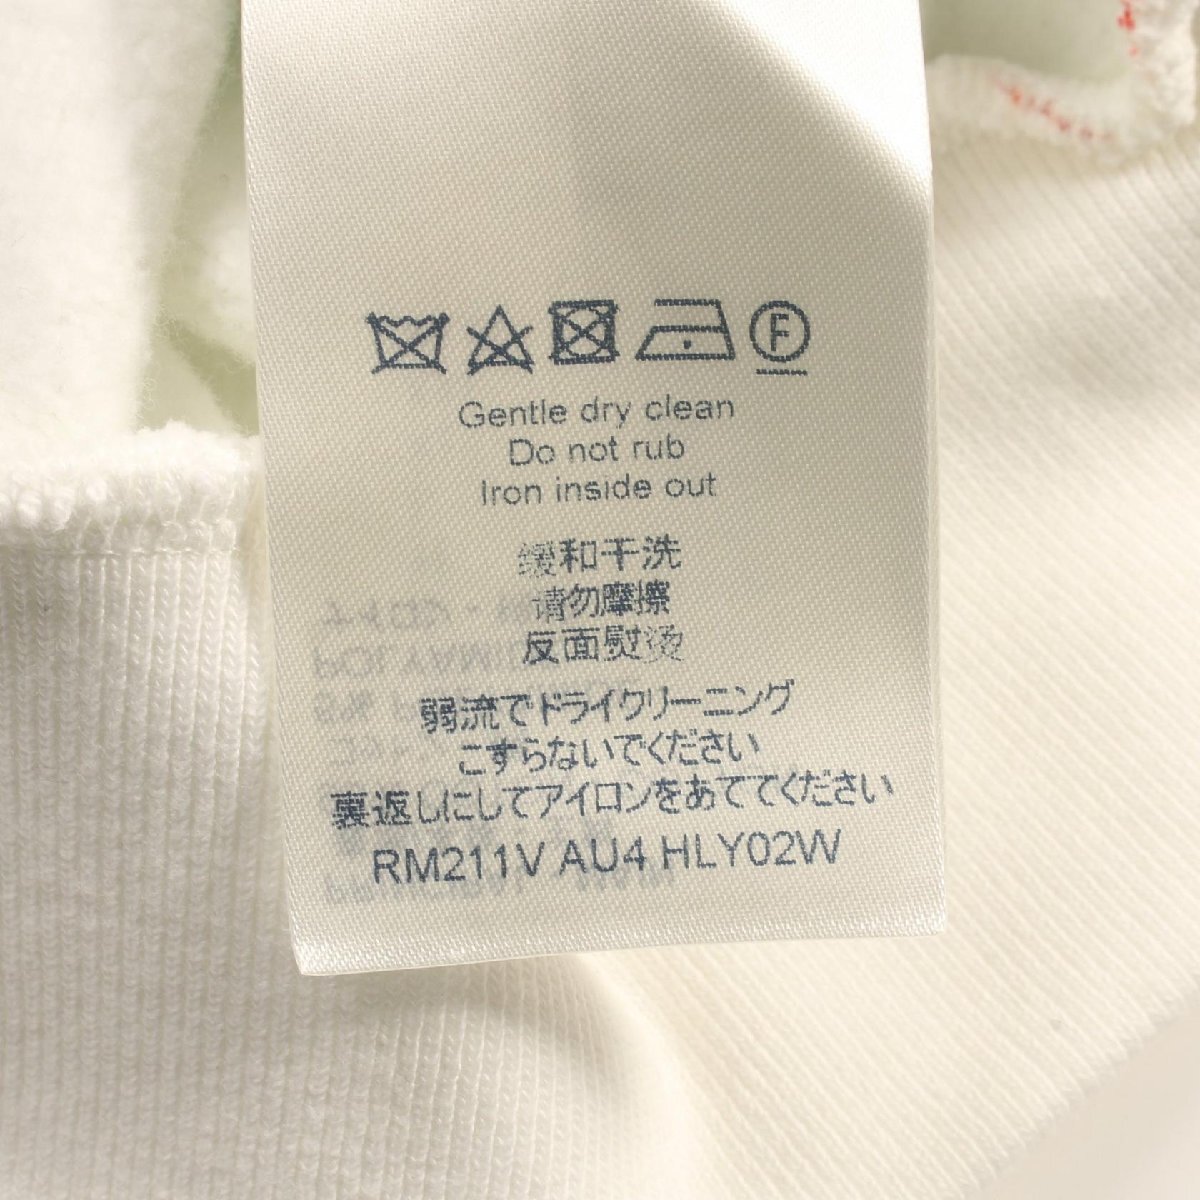 F
Gentle dry clean
Do not rub
Iron inside out
缓和干洗
请勿摩擦
反面熨烫
弱流でドライクリーニング
こすらないでください
裏返しにしてアイロンをあててください
RM211V AU4 HLY02W